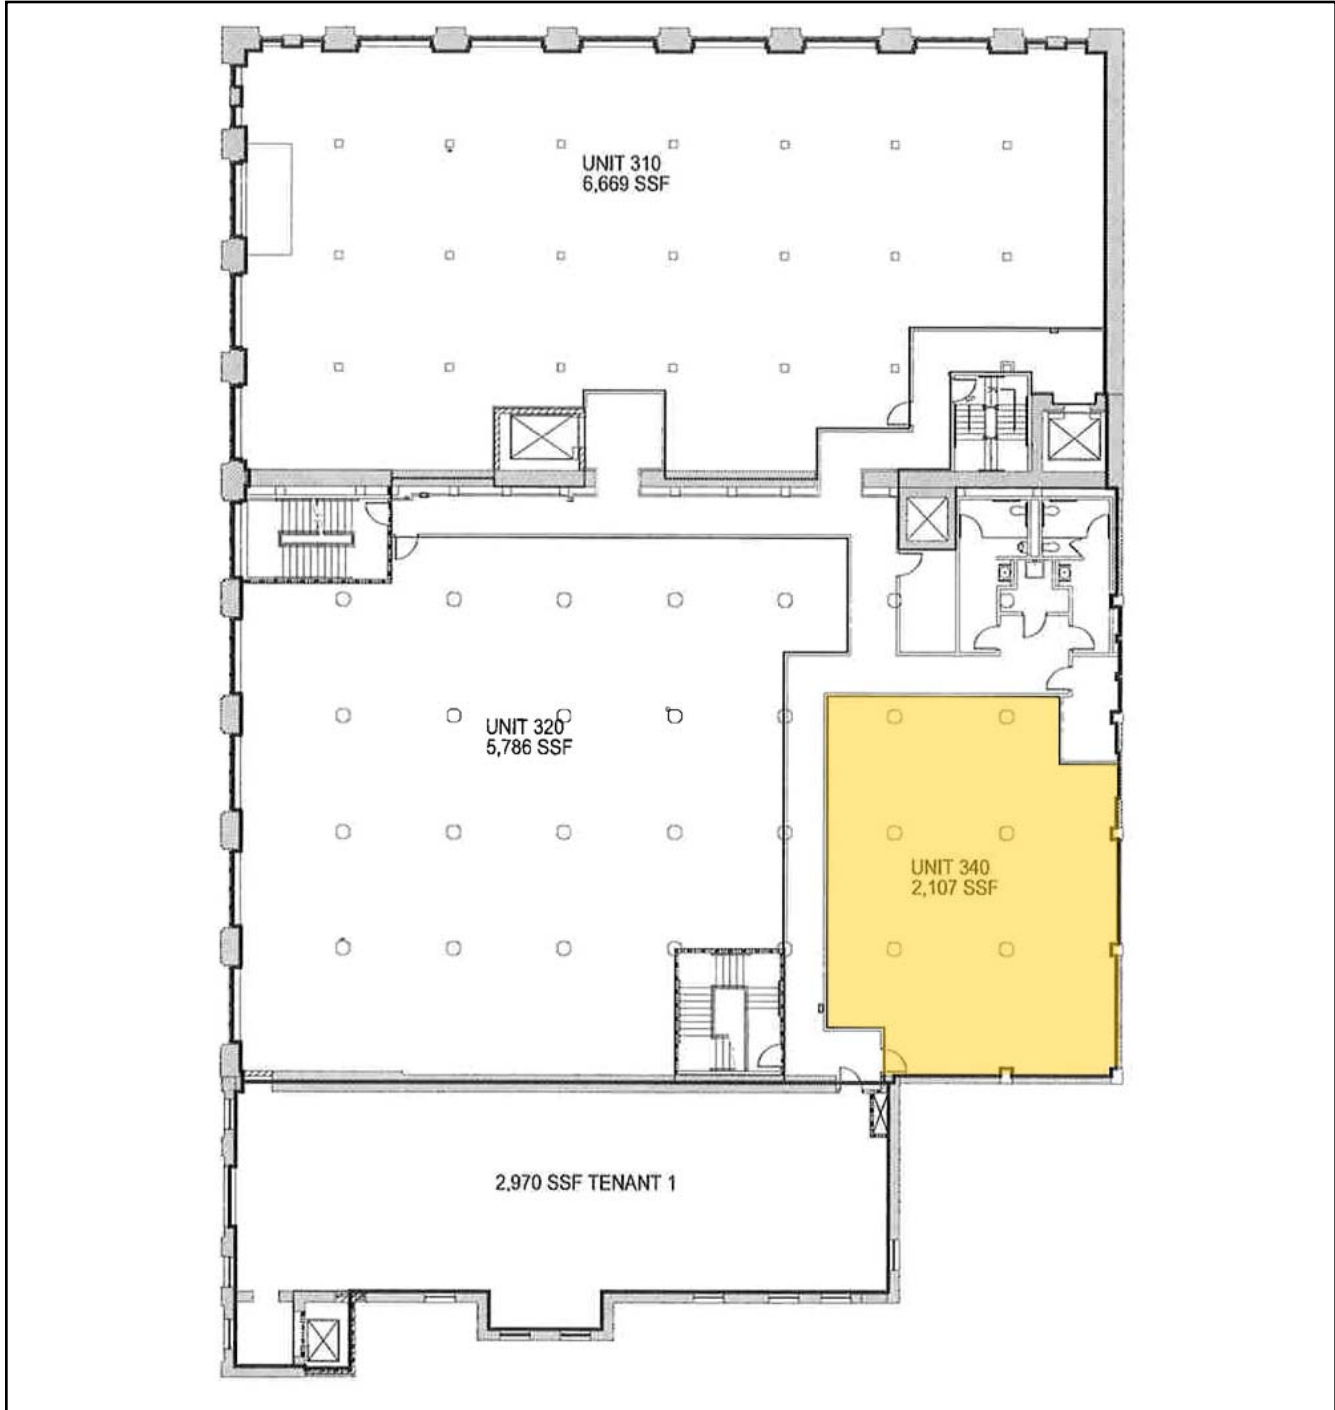 UNIT 310
6,669 SSF
UNIT 320
5,786 SSF
UNIT 340
2,107 SSF
2,970 SSF TENANT 1